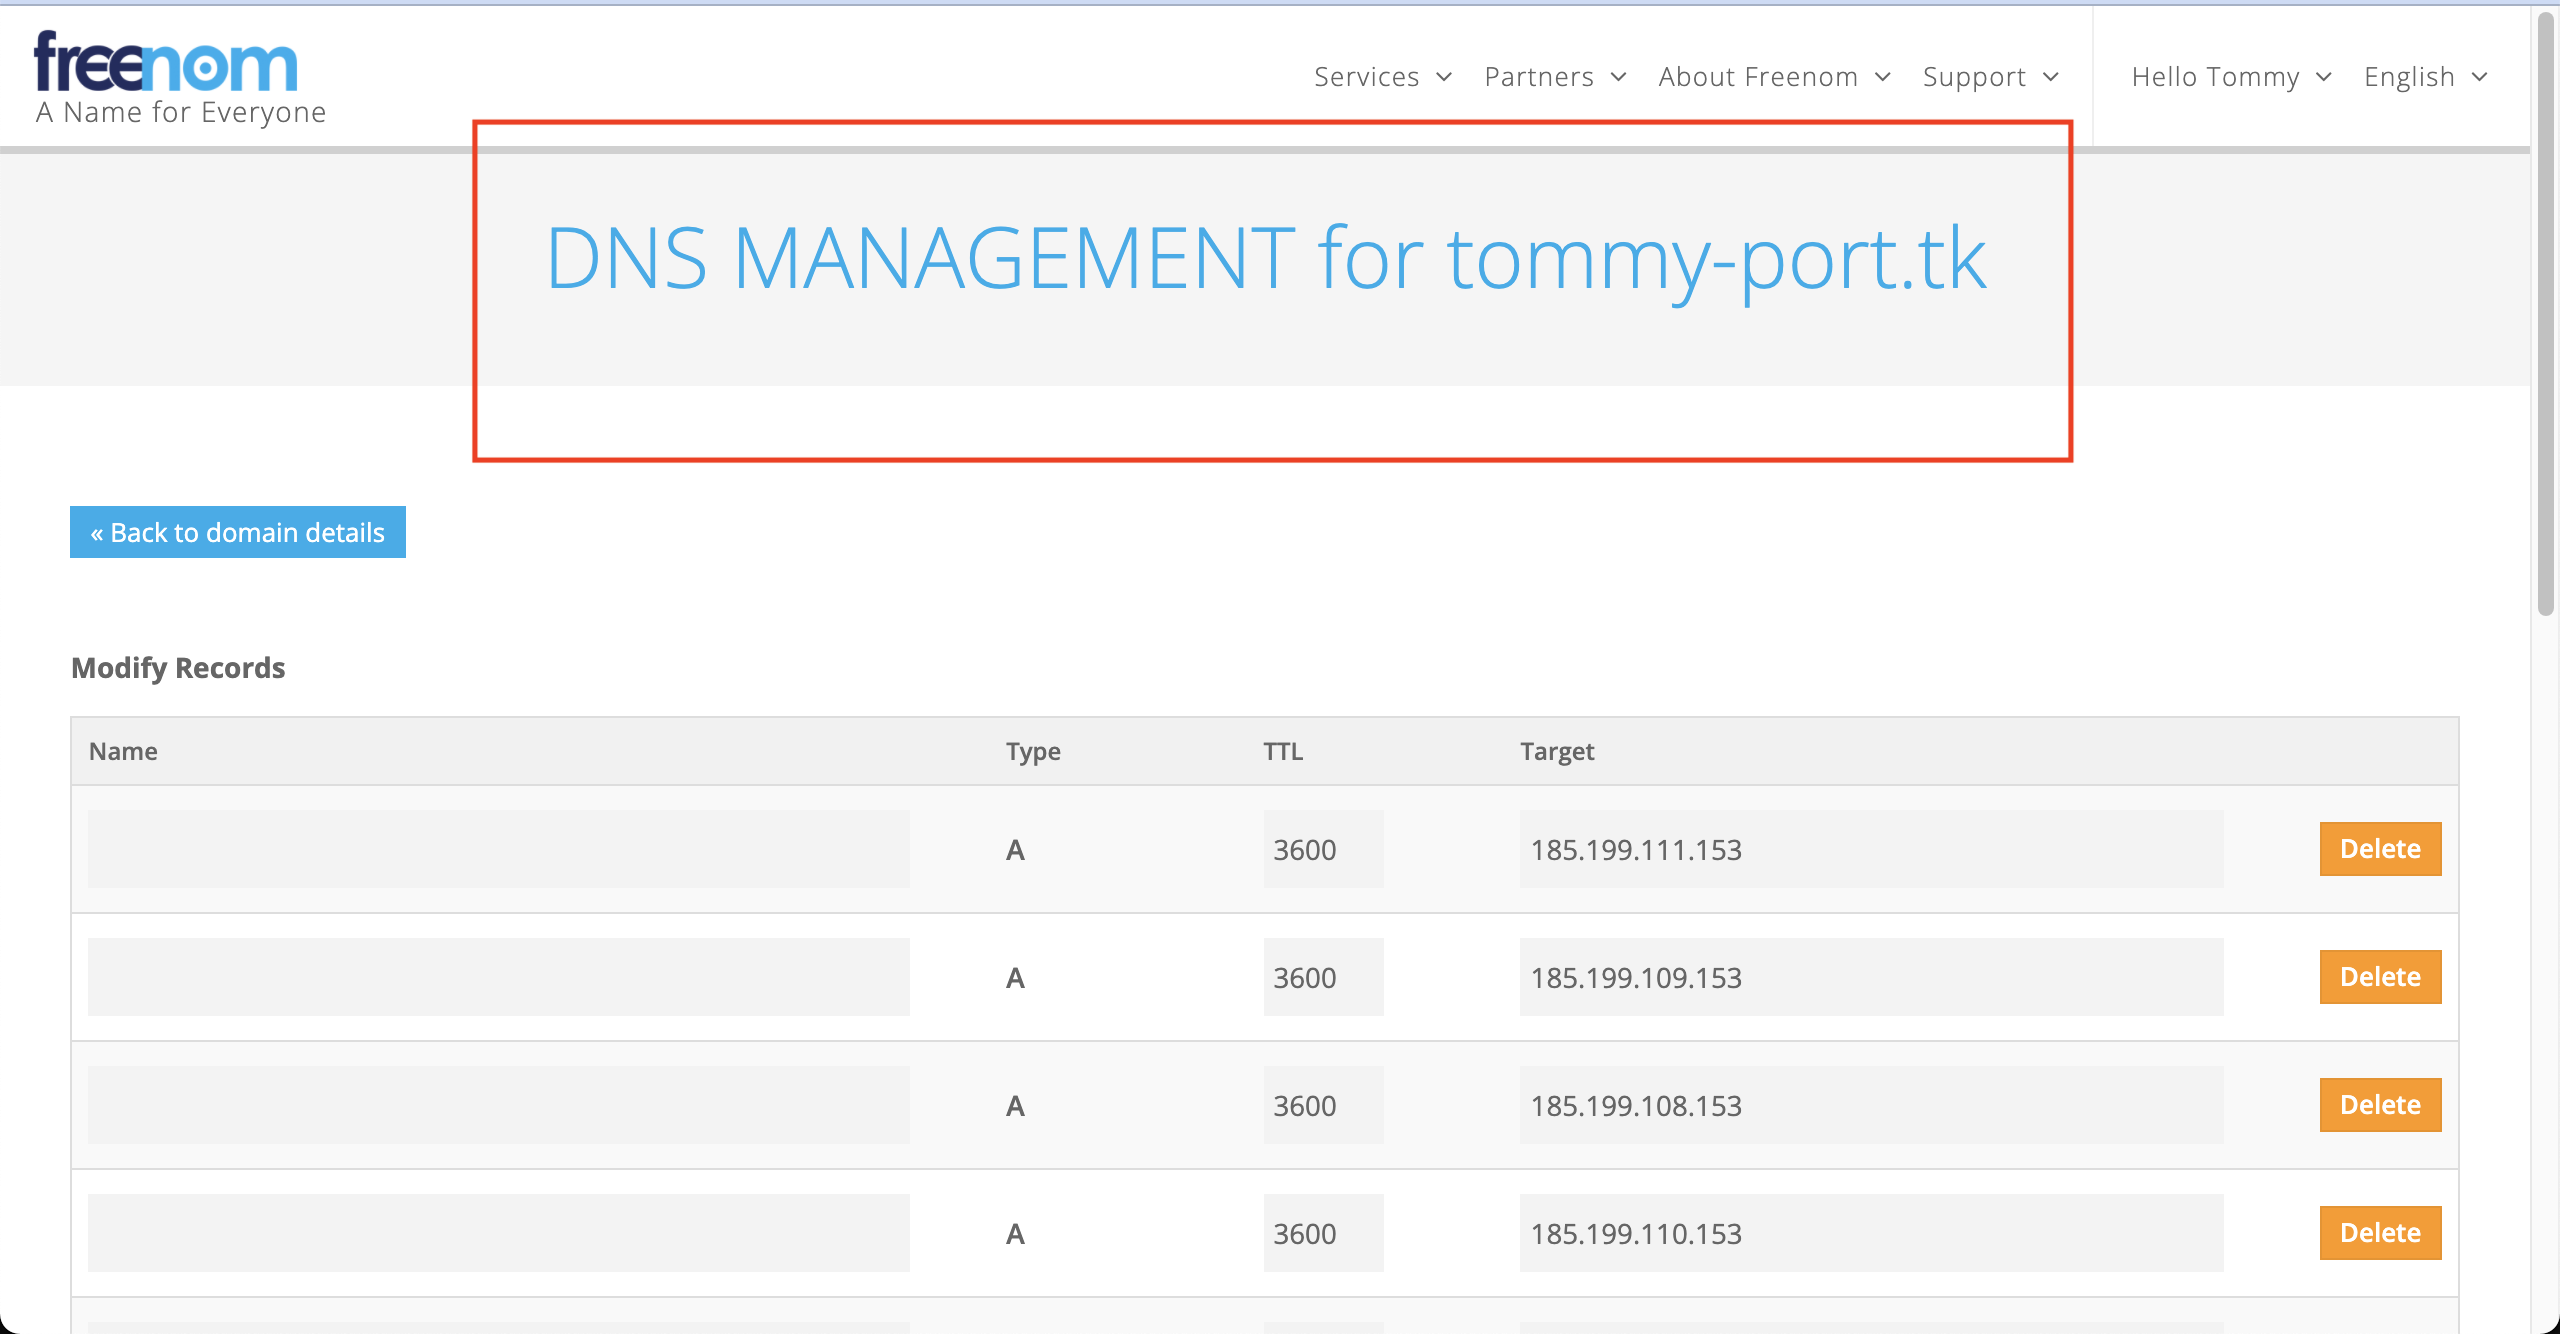 freenom
A Name for Everyone
Services Partners About Freenom Support Hello Tommy English
DNS MANAGEMENT for tommy-port.tk
« Back to domain details
Modify Records
Name Type TTL Target
A 3600 185.199.111.153 Delete
A 3600 185.199.109.153 Delete
A 3600 185.199.108.153 Delete
A 3600 185.199.110.153 Delete